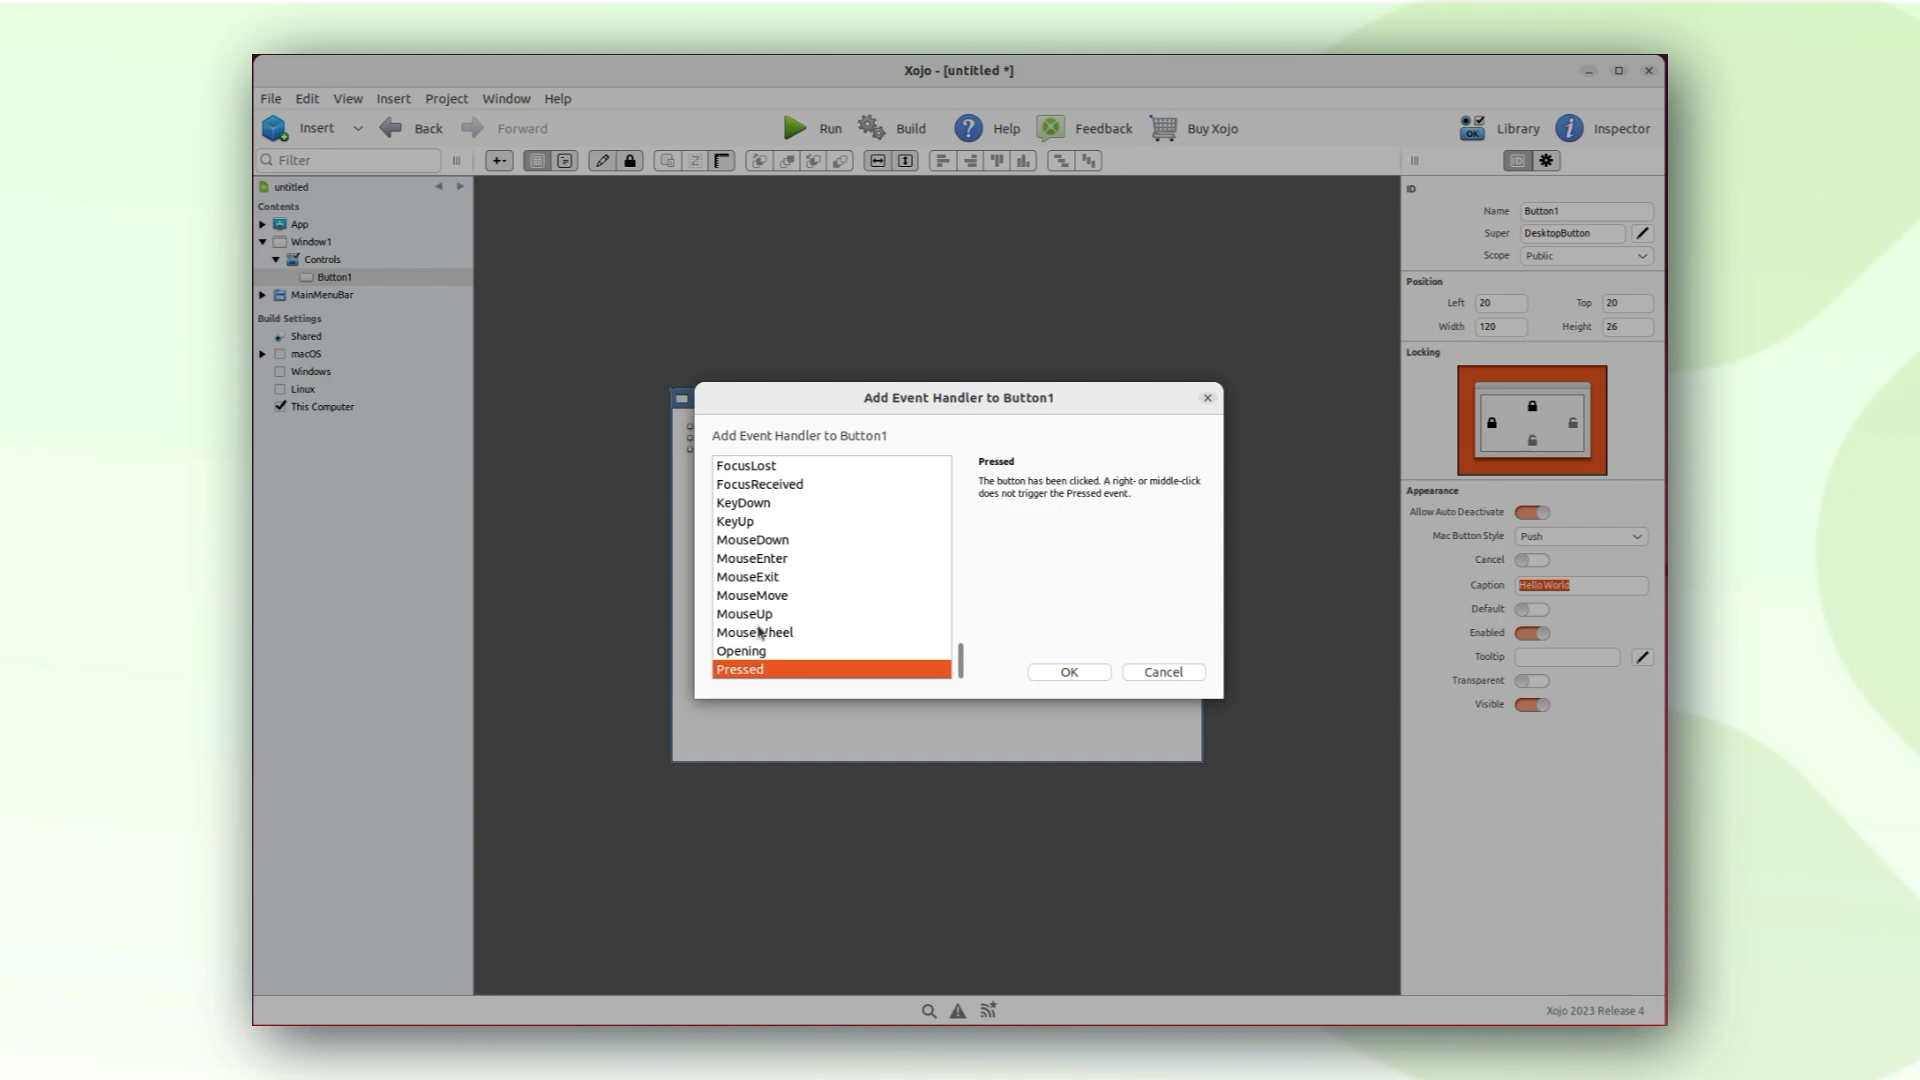 Xojo - [untitled *]
File Edit View Insert Project Window Help
Insert Back Forward Run Build Help Feedback Buy Xojo OK Library Inspector
Filter
untitled
Contents
App
Window1
Controls
Button1
MainMenuBar
Build Settings
Shared
macOS
Windows
Linux
This Computer
Add Event Handler to Button1
Add Event Handler to Button1
FocusLost
FocusReceived
KeyDown
KeyUp
MouseDown
MouseEnter
MouseExit
MouseMove
MouseUp
MouseWheel
Opening
Pressed
Pressed
The button has been clicked. A right- or middle-click
does not trigger the Pressed event.
OK Cancel
ID
Name Button1
Super DesktopButton
Scope Public
Position
Left 20 Top 20
Width 120 Height 26
Locking
Appearance
Allow Auto Deactivate
Mac Button Style Push
Cancel
Caption Hello World
Default
Enabled
Tooltip
Transparent
Visible
Xojo 2023 Release 4